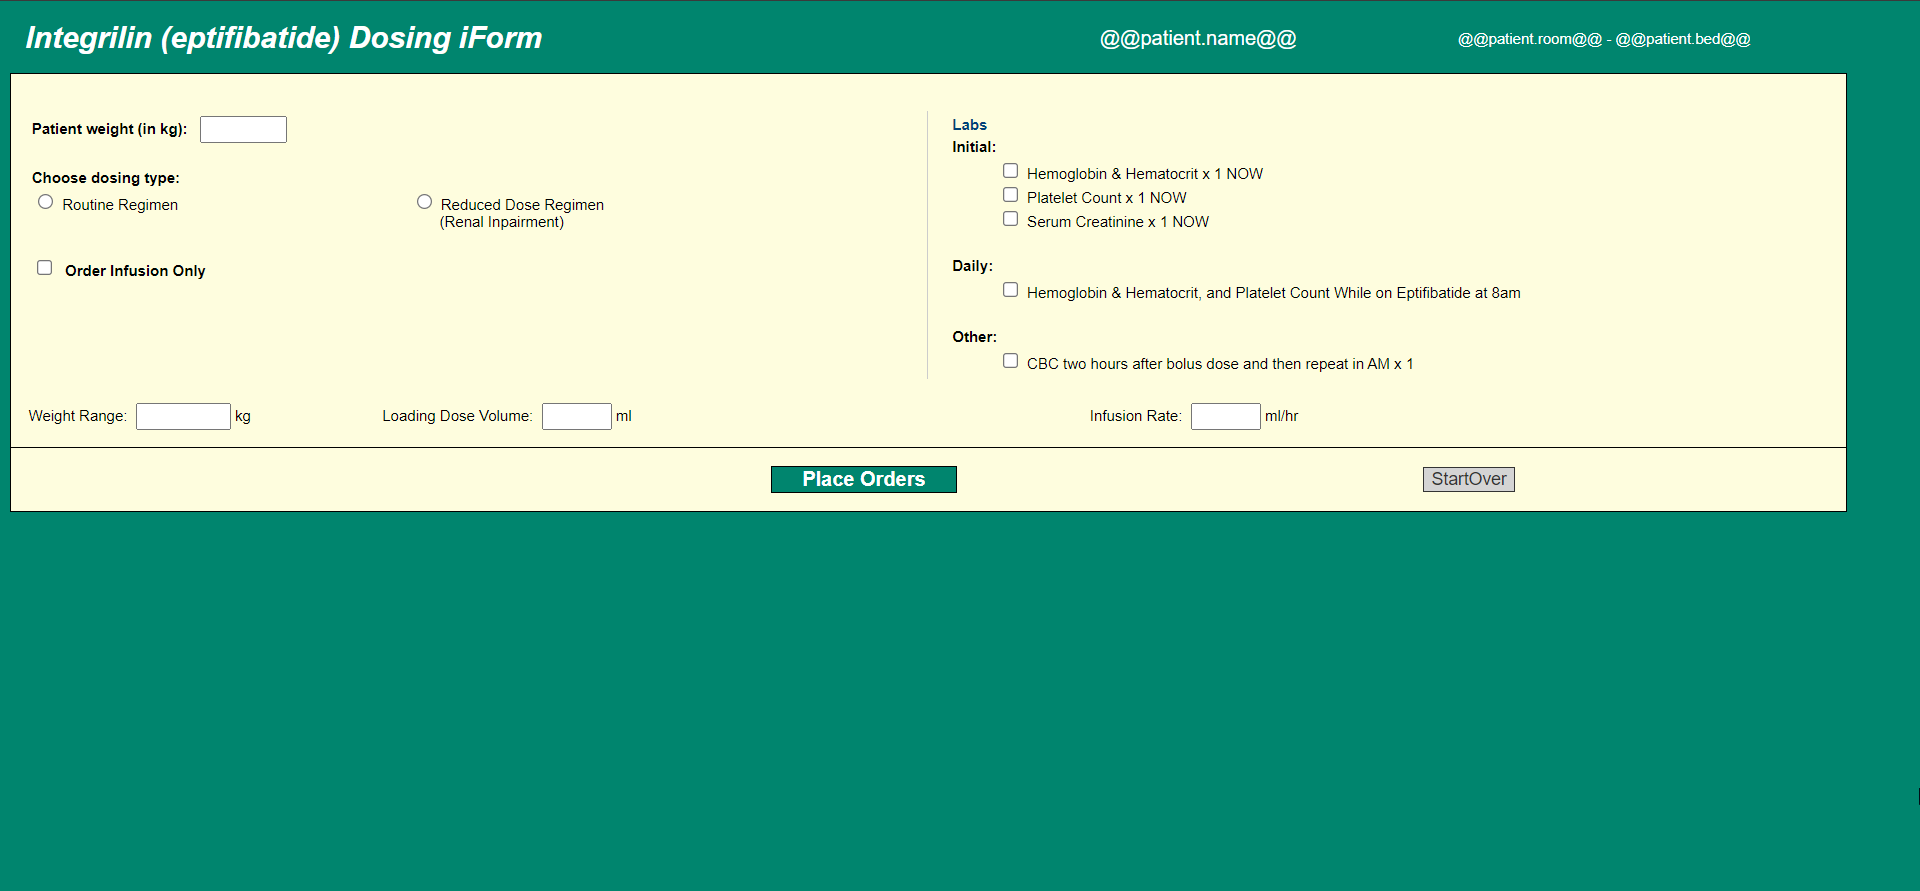 Integrilin (eptifibatide) Dosing iForm
@@patient.name@@
@@patient.room@@ - @@patient.bed@@
Patient weight (in kg):
Choose dosing type:
Routine Regimen
Reduced Dose Regimen
(Renal Inpairment)
Order Infusion Only
Labs
Initial:
Hemoglobin & Hematocrit x 1 NOW
Platelet Count x 1 NOW
Serum Creatinine x 1 NOW
Daily:
Hemoglobin & Hematocrit, and Platelet Count While on Eptifibatide at 8am
Other:
CBC two hours after bolus dose and then repeat in AM x 1
Weight Range: kg
Loading Dose Volume: ml
Infusion Rate: ml/hr
Place Orders
StartOver